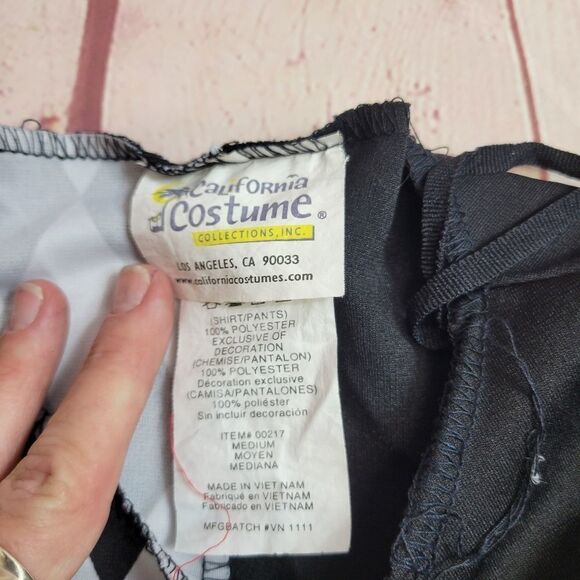 California
Costume®
COLLECTIONS, INC.
LOS ANGELES, CA 90033
www.californiacostumes.com
(SHIRT/PANTS)
100% POLYESTER
EXCLUSIVE OF
DECORATION
(CHEMISE/PANTALON)
100% POLYESTER
Décoration exclusive
(CAMISA/PANTALONES)
100% poliéster
Sin incluir decoración
ITEM# 00217
MEDIUM
MOYEN
MEDIANA
MADE IN VIET NAM
Fabriqué en VIETNAM
Fabricado en VIETNAM
MFGBATCH #VN 1111